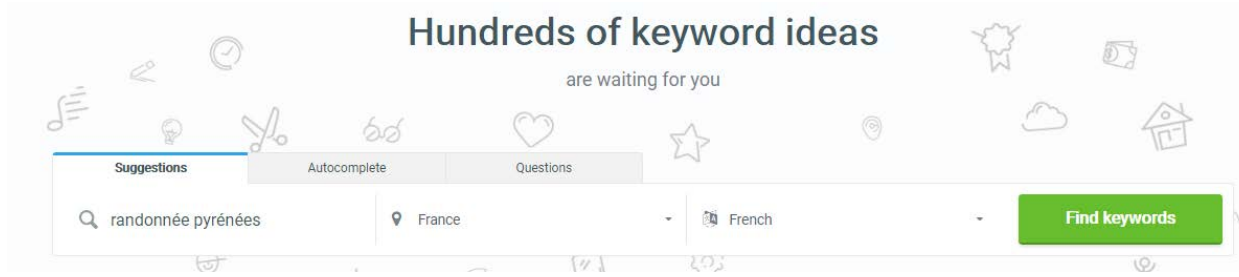 Hundreds of keyword ideas
are waiting for you
Suggestions Autocomplete Questions
randonnée pyrénées France French Find keywords